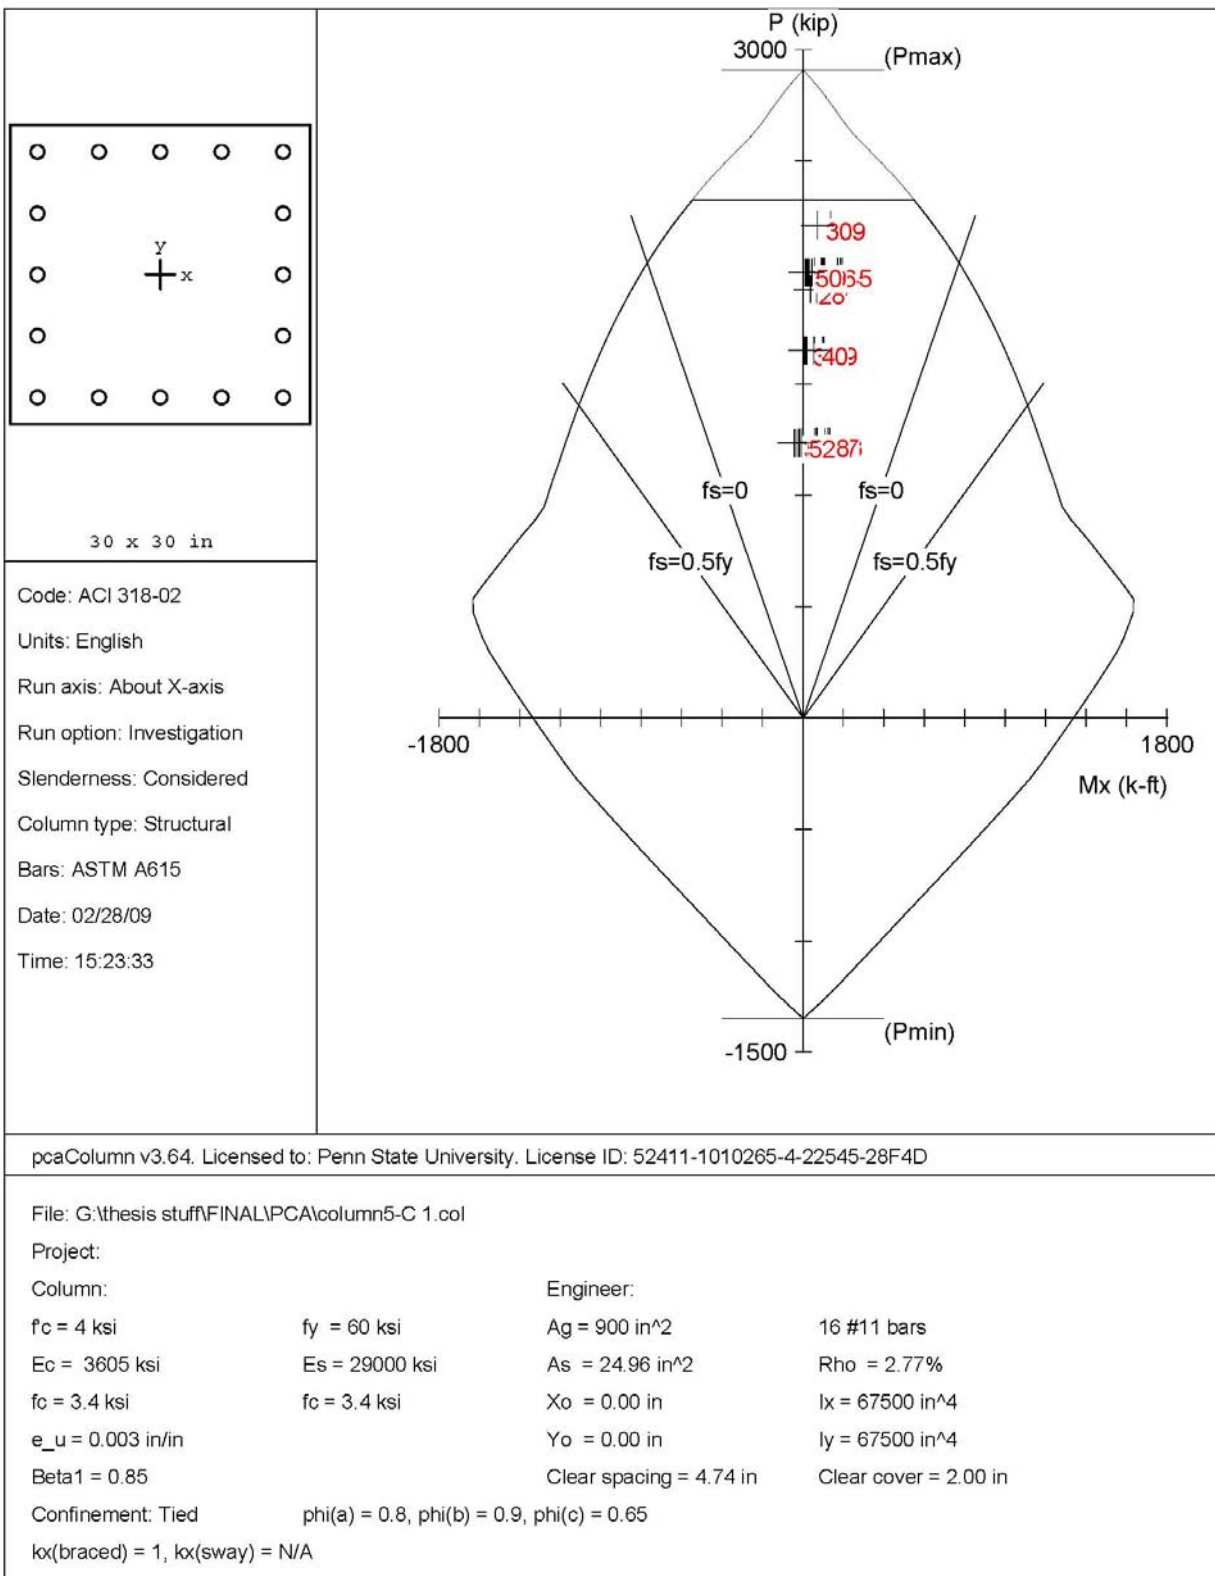 P (kip)
3000
(Pmax)
309
fs=0
fs=0
fs=0.5fy
fs=0.5fy
-1800
1800
Mx (k-ft)
(Pmin)
-1500
y
x
30 x 30 in
Code: ACI 318-02
Units: English
Run axis: About X-axis
Run option: Investigation
Slenderness: Considered
Column type: Structural
Bars: ASTM A615
Date: 02/28/09
Time: 15:23:33
pcaColumn v3.64. Licensed to: Penn State University. License ID: 52411-1010265-4-22545-28F4D
File: G:\thesis stuff\FINAL\PCA\column5-C 1.col
Project:
Column: Engineer:
f'c = 4 ksi fy = 60 ksi Ag = 900 in^2 16 #11 bars
Ec = 3605 ksi Es = 29000 ksi As = 24.96 in^2 Rho = 2.77%
fc = 3.4 ksi fc = 3.4 ksi Xo = 0.00 in Ix = 67500 in^4
e_u = 0.003 in/in Yo = 0.00 in Iy = 67500 in^4
Beta1 = 0.85 Clear spacing = 4.74 in Clear cover = 2.00 in
Confinement: Tied phi(a) = 0.8, phi(b) = 0.9, phi(c) = 0.65
kx(braced) = 1, kx(sway) = N/A